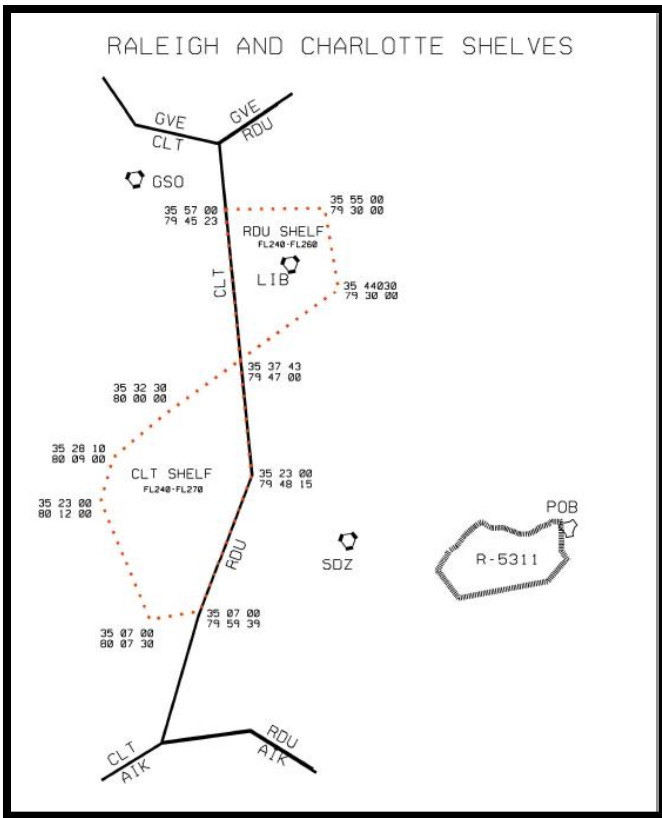 RALEIGH AND CHARLOTTE SHELVES
GVE
CLT
GVE
RDU
GSO
35 57 00
79 45 23
35 55 00
79 30 00
RDU SHELF
FL240-FL260
LIB
CLT
35 44030
79 30 00
35 37 43
79 47 00
35 32 30
80 00 00
35 28 10
80 09 00
CLT SHELF
FL240-FL270
35 23 00
79 48 15
35 23 00
80 12 00
POB
R-5311
SDZ
RDU
35 07 00
79 59 39
35 07 00
80 07 30
CLT
AIK
RDU
AIK